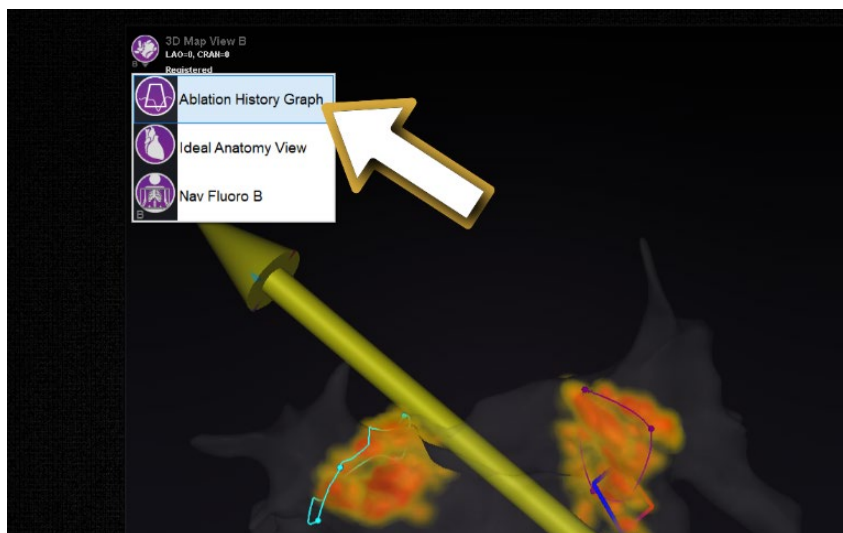 3D Map View B
LAO=0, CRAN=0
B
Registered
Ablation History Graph
Ideal Anatomy View
Nav Fluoro B
B